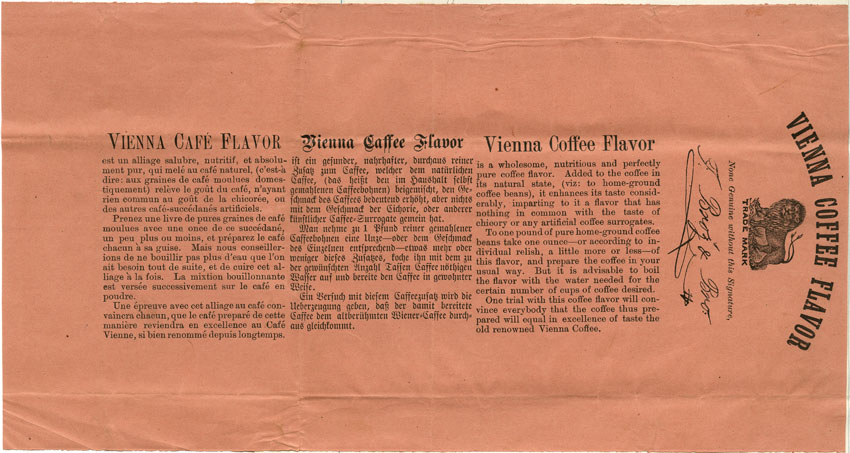 VIENNA CAFÉ FLAVOR
est un alliage salubre, nutritif, et absolu-
ment pur, qui melé au café naturel, (c'est-à
dire: aux graines de café moulues domes-
tiquement) relève le goût du café, n'ayant
rien commun au goût de la chicorée, ou
des autres café-succédanés artificiels.
Prenez une livre de pures graines de café
moulues avec une once de ce succédané,
un peu plus ou moins, et préparez le café
chacun à sa guise. Mais nous conseiller-
ions de ne bouillir pas plus d'eau que l'on
ait besoin tout de suite, et de cuire cet al-
liage à la fois. La mixtion bouillonnante
est versée successivement sur le café en
poudre.
Une épreuve avec cet alliage au café con-
vaincra chacun, que le café preparé de cette
manière reviendra en excellence au Café
Vienne, si bien renommé depuis longtemps.
Vienna Caffee Flavor
ist ein gesunder, nahrhafter, durchaus reiner
Zusatz zum Caffee, welcher dem natürlichen
Caffee, (das heißt den im Haushalt selbst
gemahlenen Caffeebohnen) beigemischt, den Ge-
schmack des Caffees bedeutend erhöht, aber nichts
mit dem Geschmack der Cichorie, oder anderer
künstlicher Caffee-Surrogate gemein hat.
Man nehme zu 1 Pfund reiner gemahlener
Caffeebohnen eine Unze—oder dem Geschmack
des Einzelnen entsprechend—etwas mehr oder
weniger dieses Zusatzes, koche ihn mit dem zu
der gewünschten Anzahl Tassen Caffee nöthigen
Wasser auf und bereite den Caffee in gewohnter
Weise.
Ein Versuch mit diesem Caffeezusatz wird die
Ueberzeugung geben, daß der damit bereitete
Caffee dem altberühmten Wiener-Caffee durch-
aus gleichkommt.
Vienna Coffee Flavor
is a wholesome, nutritious and perfectly
pure coffee flavor. Added to the coffee in
its natural state, (viz: to home-ground
coffee beans), it enhances its taste consid-
erably, imparting to it a flavor that has
nothing in common with the taste of
chicory or any artificial coffee surrogates.
To one pound of pure home-ground coffee
beans take one ounce—or according to in-
dividual relish, a little more or less—of
this flavor, and prepare the coffee in your
usual way. But it is advisable to boil
the flavor with the water needed for the
certain number of cups of coffee desired.
One trial with this coffee flavor will con-
vince everybody that the coffee thus pre-
pared will equal in excellence of taste the
old renowned Vienna Coffee.
VIENNA COFFEE FLAVOR
TRADE MARK
None Genuine without this Signature,